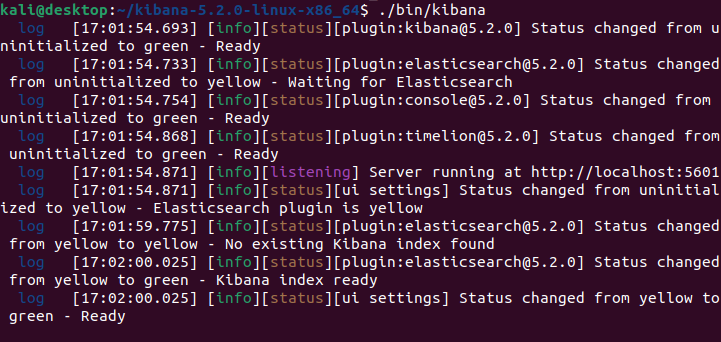 kali@desktop:~/kibana-5.2.0-linux-x86_64$ ./bin/kibana
  log   [17:01:54.693] [info][status][plugin:kibana@5.2.0] Status changed from u
ninitialized to green - Ready
  log   [17:01:54.733] [info][status][plugin:elasticsearch@5.2.0] Status changed
 from uninitialized to yellow - Waiting for Elasticsearch
  log   [17:01:54.754] [info][status][plugin:console@5.2.0] Status changed from 
uninitialized to green - Ready
  log   [17:01:54.868] [info][status][plugin:timelion@5.2.0] Status changed from
 uninitialized to green - Ready
  log   [17:01:54.871] [info][listening] Server running at http://localhost:5601
  log   [17:01:54.871] [info][status][ui settings] Status changed from uninitial
ized to yellow - Elasticsearch plugin is yellow
  log   [17:01:59.775] [info][status][plugin:elasticsearch@5.2.0] Status changed
 from yellow to yellow - No existing Kibana index found
  log   [17:02:00.025] [info][status][plugin:elasticsearch@5.2.0] Status changed
 from yellow to green - Kibana index ready
  log   [17:02:00.025] [info][status][ui settings] Status changed from yellow to
 green - Ready